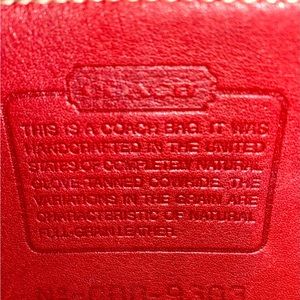 COACH
THIS IS A COACH BAG. IT WAS
HANDCRAFTED IN THE UNITED
STATES OF COMPLETELY NATURAL
GLOVE-TANNED COWHIDE. THE
VARIATIONS IN THE GRAIN ARE
CHARACTERISTIC OF NATURAL
FULL-GRAIN LEATHER.